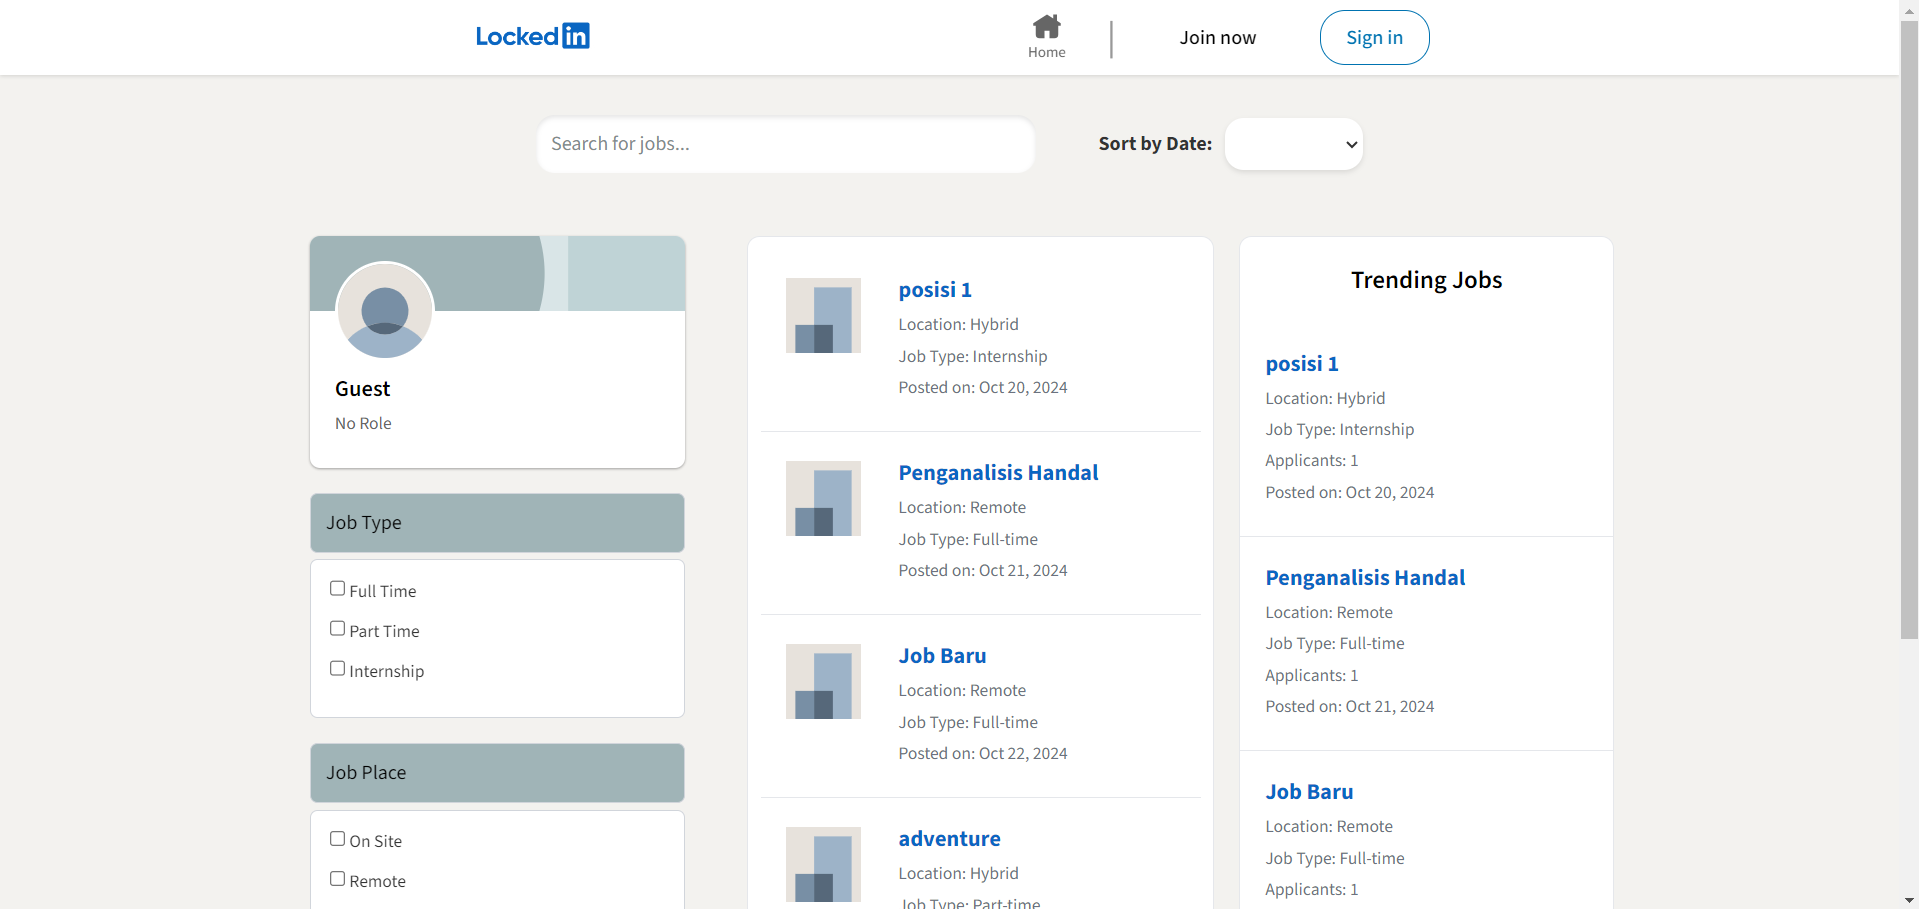 Lockedin
Home
Join now
Sign in
Search for jobs...
Sort by Date:
Guest
No Role
Job Type
Full Time
Part Time
Internship
Job Place
On Site
Remote
posisi 1
Location: Hybrid
Job Type: Internship
Posted on: Oct 20, 2024
Penganalisis Handal
Location: Remote
Job Type: Full-time
Posted on: Oct 21, 2024
Job Baru
Location: Remote
Job Type: Full-time
Posted on: Oct 22, 2024
adventure
Location: Hybrid
Job Type: Part-time
Trending Jobs
posisi 1
Location: Hybrid
Job Type: Internship
Applicants: 1
Posted on: Oct 20, 2024
Penganalisis Handal
Location: Remote
Job Type: Full-time
Applicants: 1
Posted on: Oct 21, 2024
Job Baru
Location: Remote
Job Type: Full-time
Applicants: 1